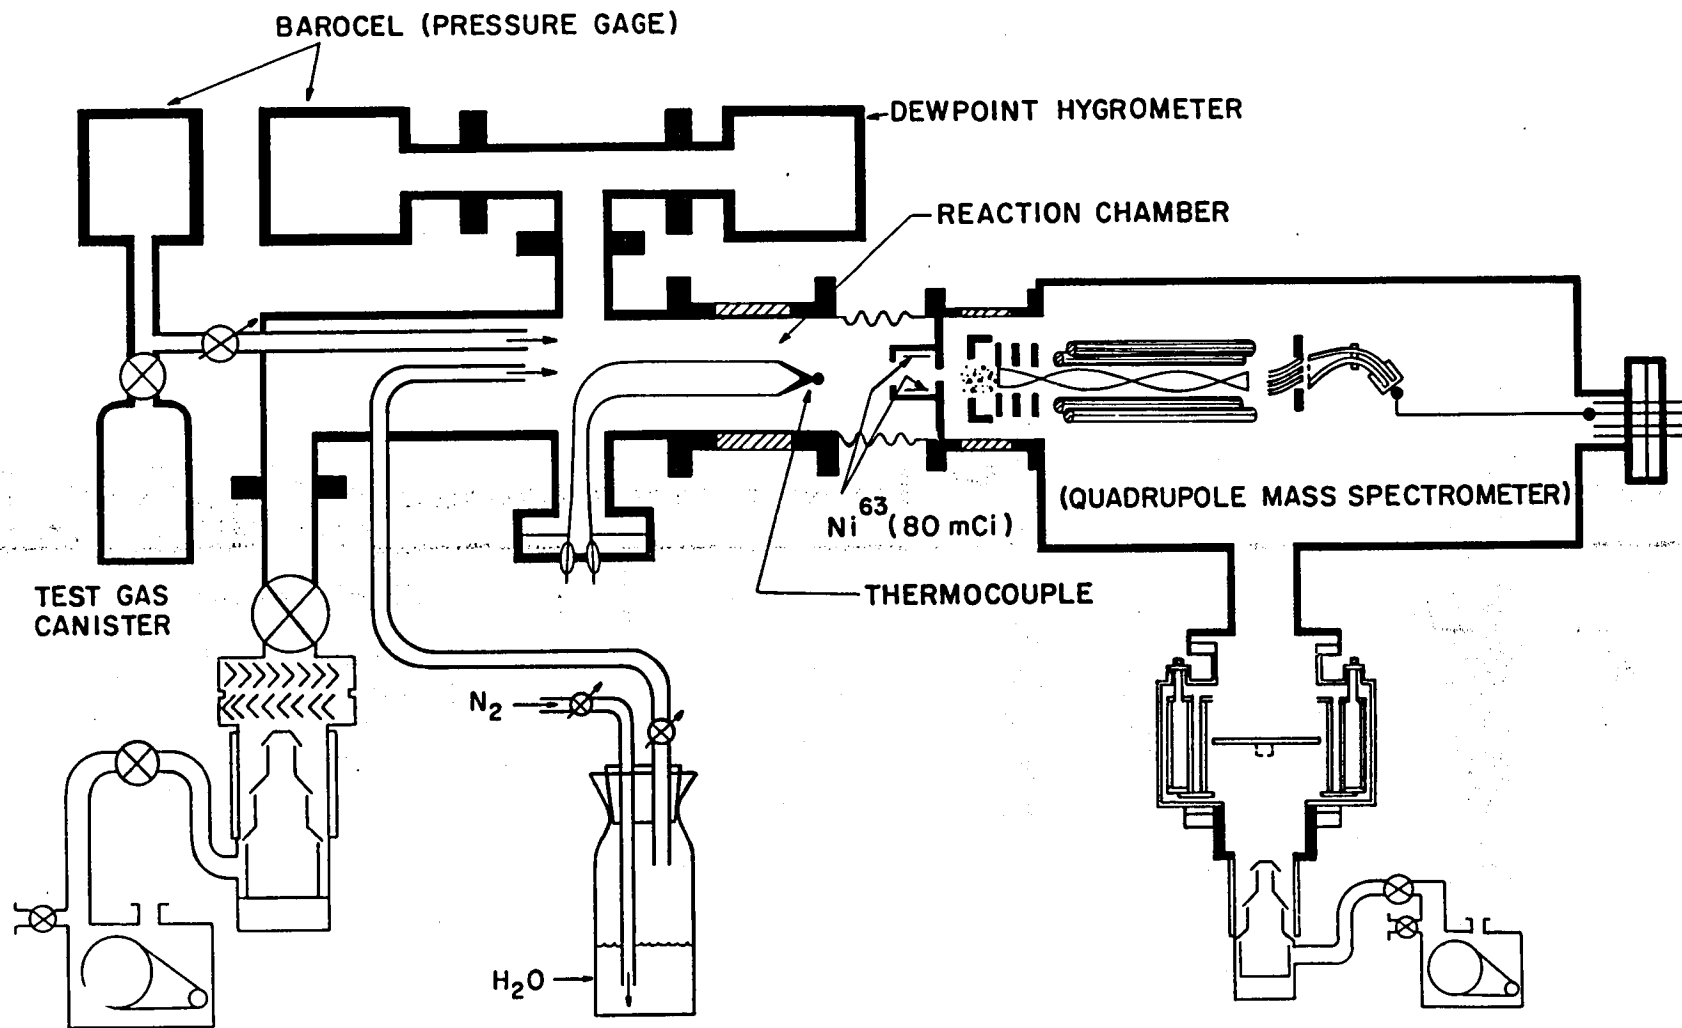 BAROCEL (PRESSURE GAGE)
DEWPOINT HYGROMETER
REACTION CHAMBER
(QUADRUPOLE MASS SPECTROMETER)
Ni⁶³ (80 mCi)
THERMOCOUPLE
TEST GAS
CANISTER
N₂
H₂O